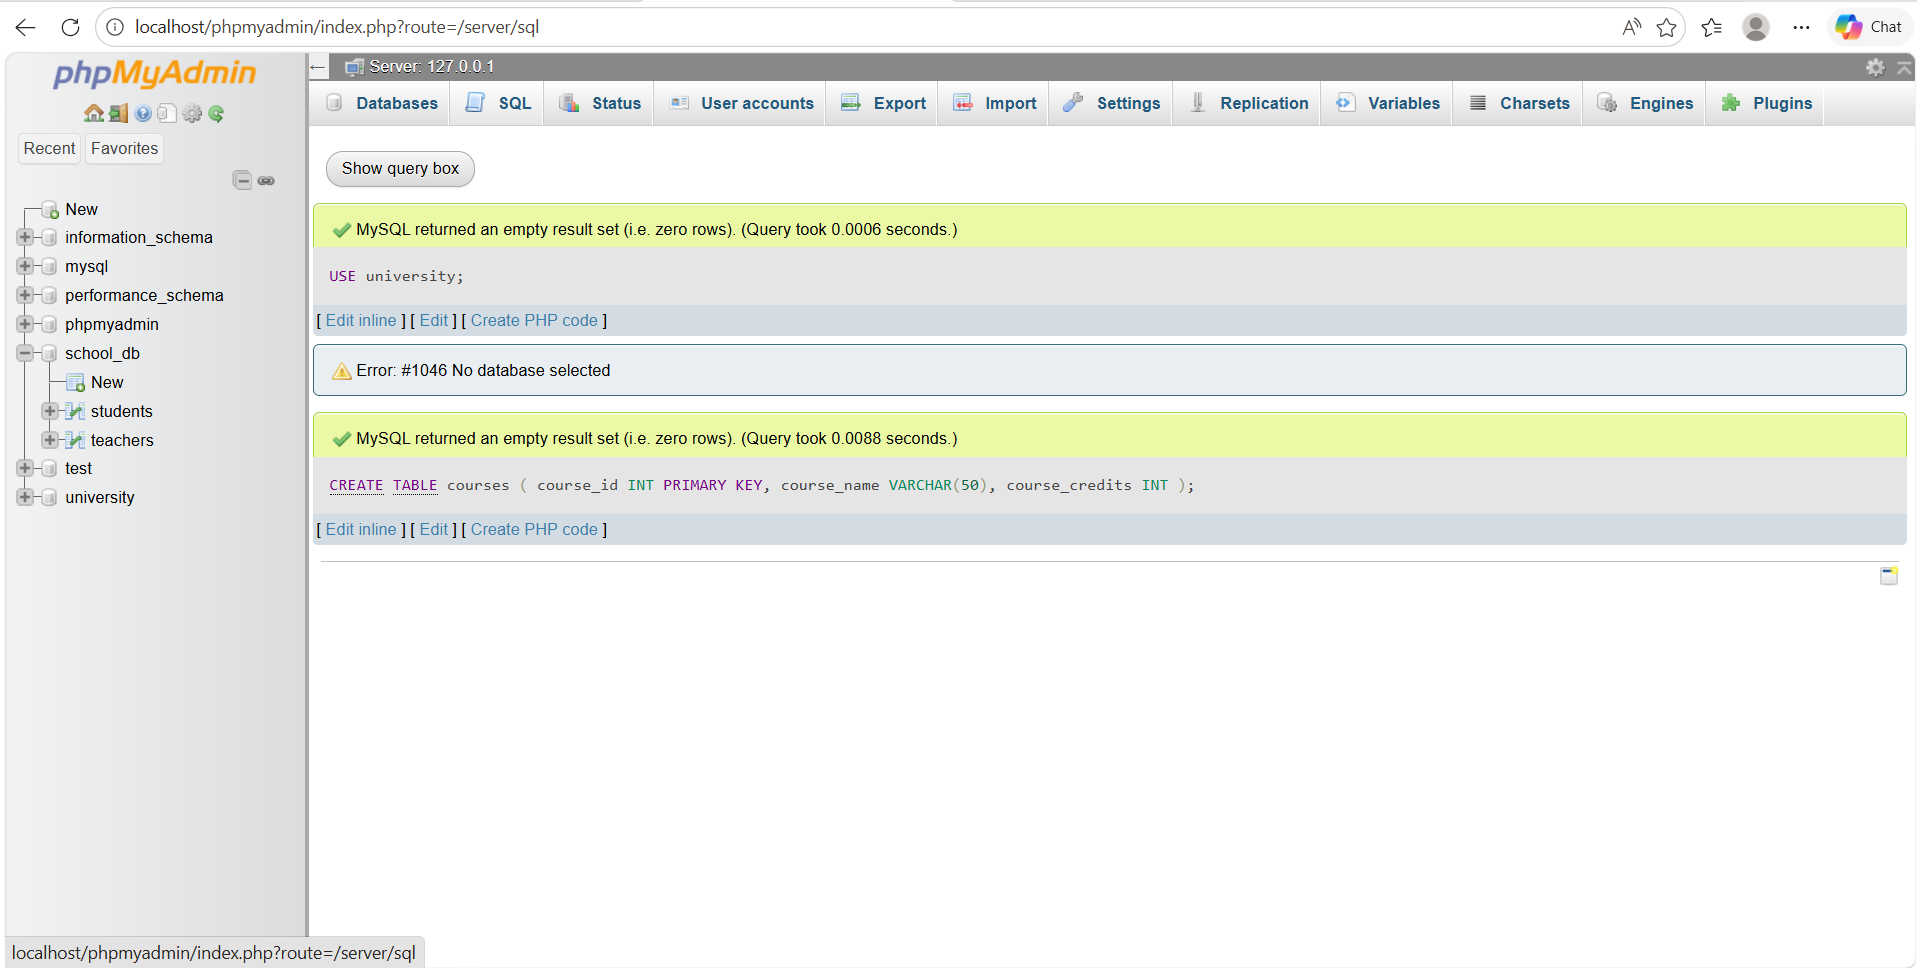 localhost/phpmyadmin/index.php?route=/server/sql
Chat
phpMyAdmin
Recent
Favorites
New
information_schema
mysql
performance_schema
phpmyadmin
school_db
New
students
teachers
test
university
Server: 127.0.0.1
Databases
SQL
Status
User accounts
Export
Import
Settings
Replication
Variables
Charsets
Engines
Plugins
Show query box
MySQL returned an empty result set (i.e. zero rows). (Query took 0.0006 seconds.)
USE university;
[ Edit inline ] [ Edit ] [ Create PHP code ]
Error: #1046 No database selected
MySQL returned an empty result set (i.e. zero rows). (Query took 0.0088 seconds.)
CREATE TABLE courses ( course_id INT PRIMARY KEY, course_name VARCHAR(50), course_credits INT );
[ Edit inline ] [ Edit ] [ Create PHP code ]
localhost/phpmyadmin/index.php?route=/server/sql